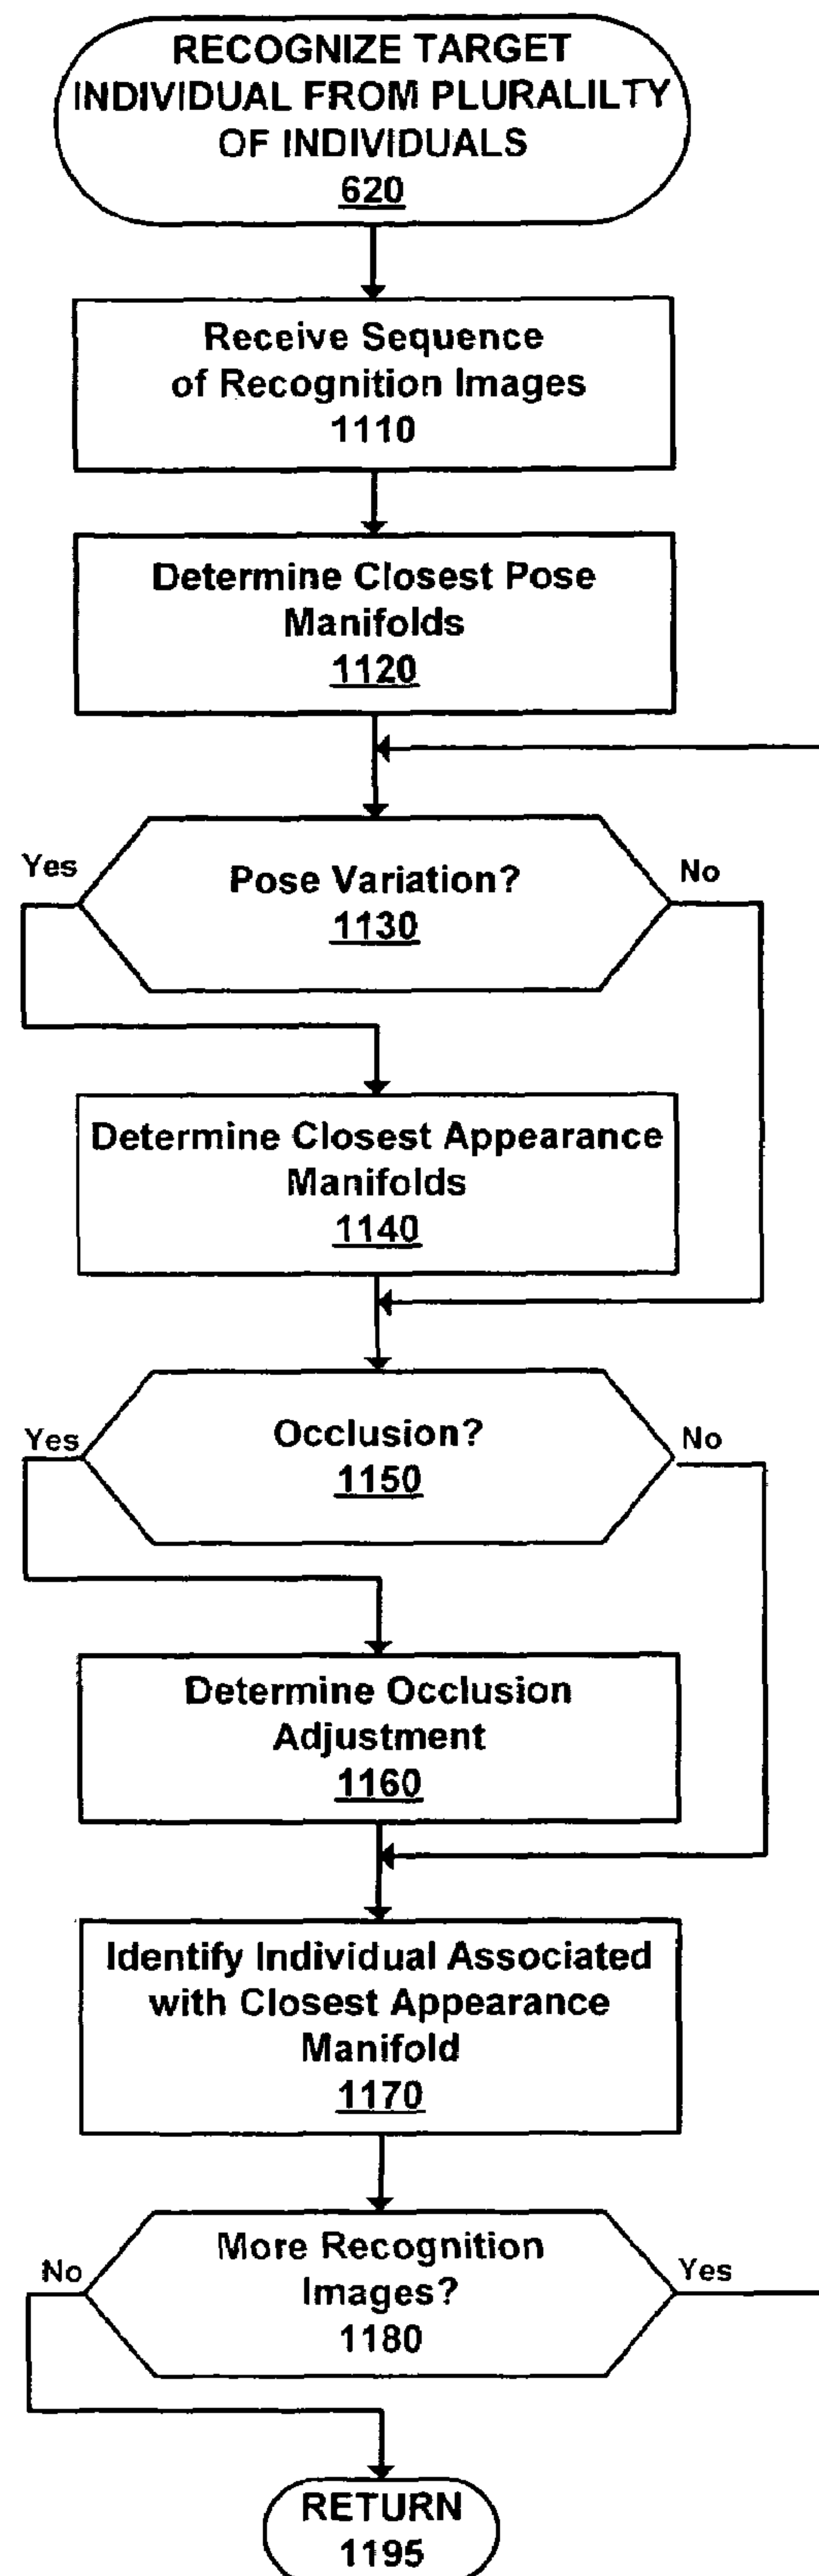 RECOGNIZE TARGET
INDIVIDUAL FROM PLURALILTY
OF INDIVIDUALS
620
Receive Sequence
of Recognition Images
1110
Determine Closest Pose
Manifolds
1120
Yes
Pose Variation?
No
1130
Determine Closest Appearance
Manifolds
1140
Yes
Occlusion?
No
1150
Determine Occlusion
Adjustment
1160
Identify Individual Associated
with Closest Appearance
Manifold
1170
No
More Recognition
Images?
Yes
1180
RETURN
1195